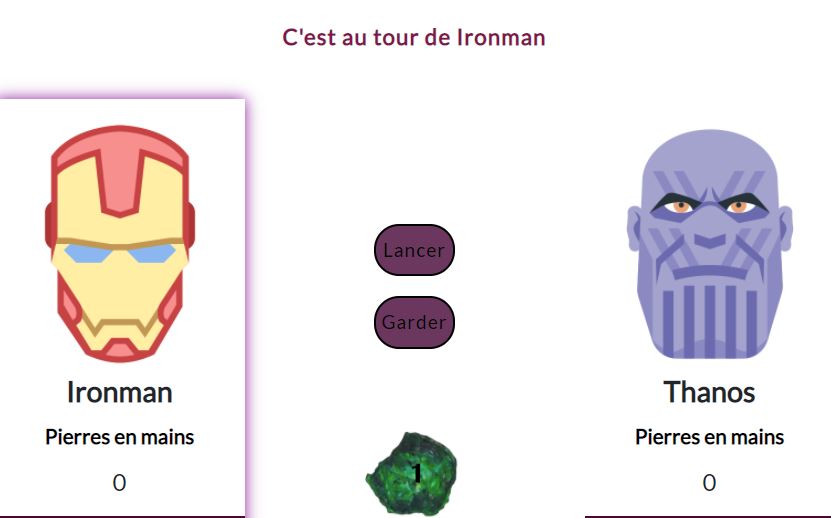 C'est au tour de Ironman
Lancer
Garder
Ironman
Pierres en mains
0
1
Thanos
Pierres en mains
0